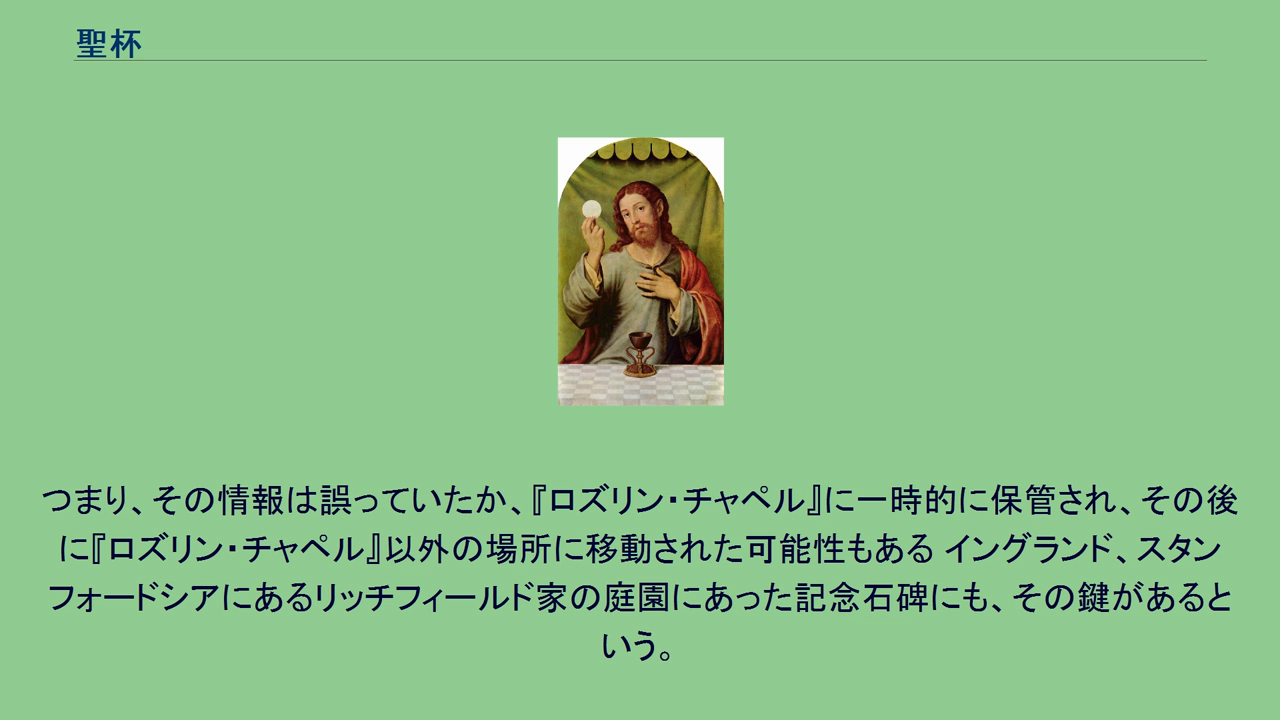 聖杯
つまり、その情報は誤っていたか、『ロズリン・チャペル』に一時的に保管され、その後
に『ロズリン・チャペル』以外の場所に移動された可能性もある イングランド、スタン
フォードシアにあるリッチフィールド家の庭園にあった記念石碑にも、その鍵があると
いう。